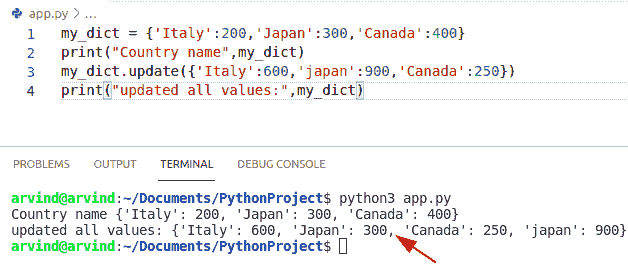 app.py > ...
1 my_dict = {'Italy':200,'Japan':300,'Canada':400}
2 print("Country name",my_dict)
3 my_dict.update({'Italy':600,'japan':900,'Canada':250})
4 print("updated all values:",my_dict)
PROBLEMS OUTPUT TERMINAL DEBUG CONSOLE
arvind@arvind:~/Documents/PythonProject$ python3 app.py
Country name {'Italy': 200, 'Japan': 300, 'Canada': 400}
updated all values: {'Italy': 600, 'Japan': 300, 'Canada': 250, 'japan': 900}
arvind@arvind:~/Documents/PythonProject$